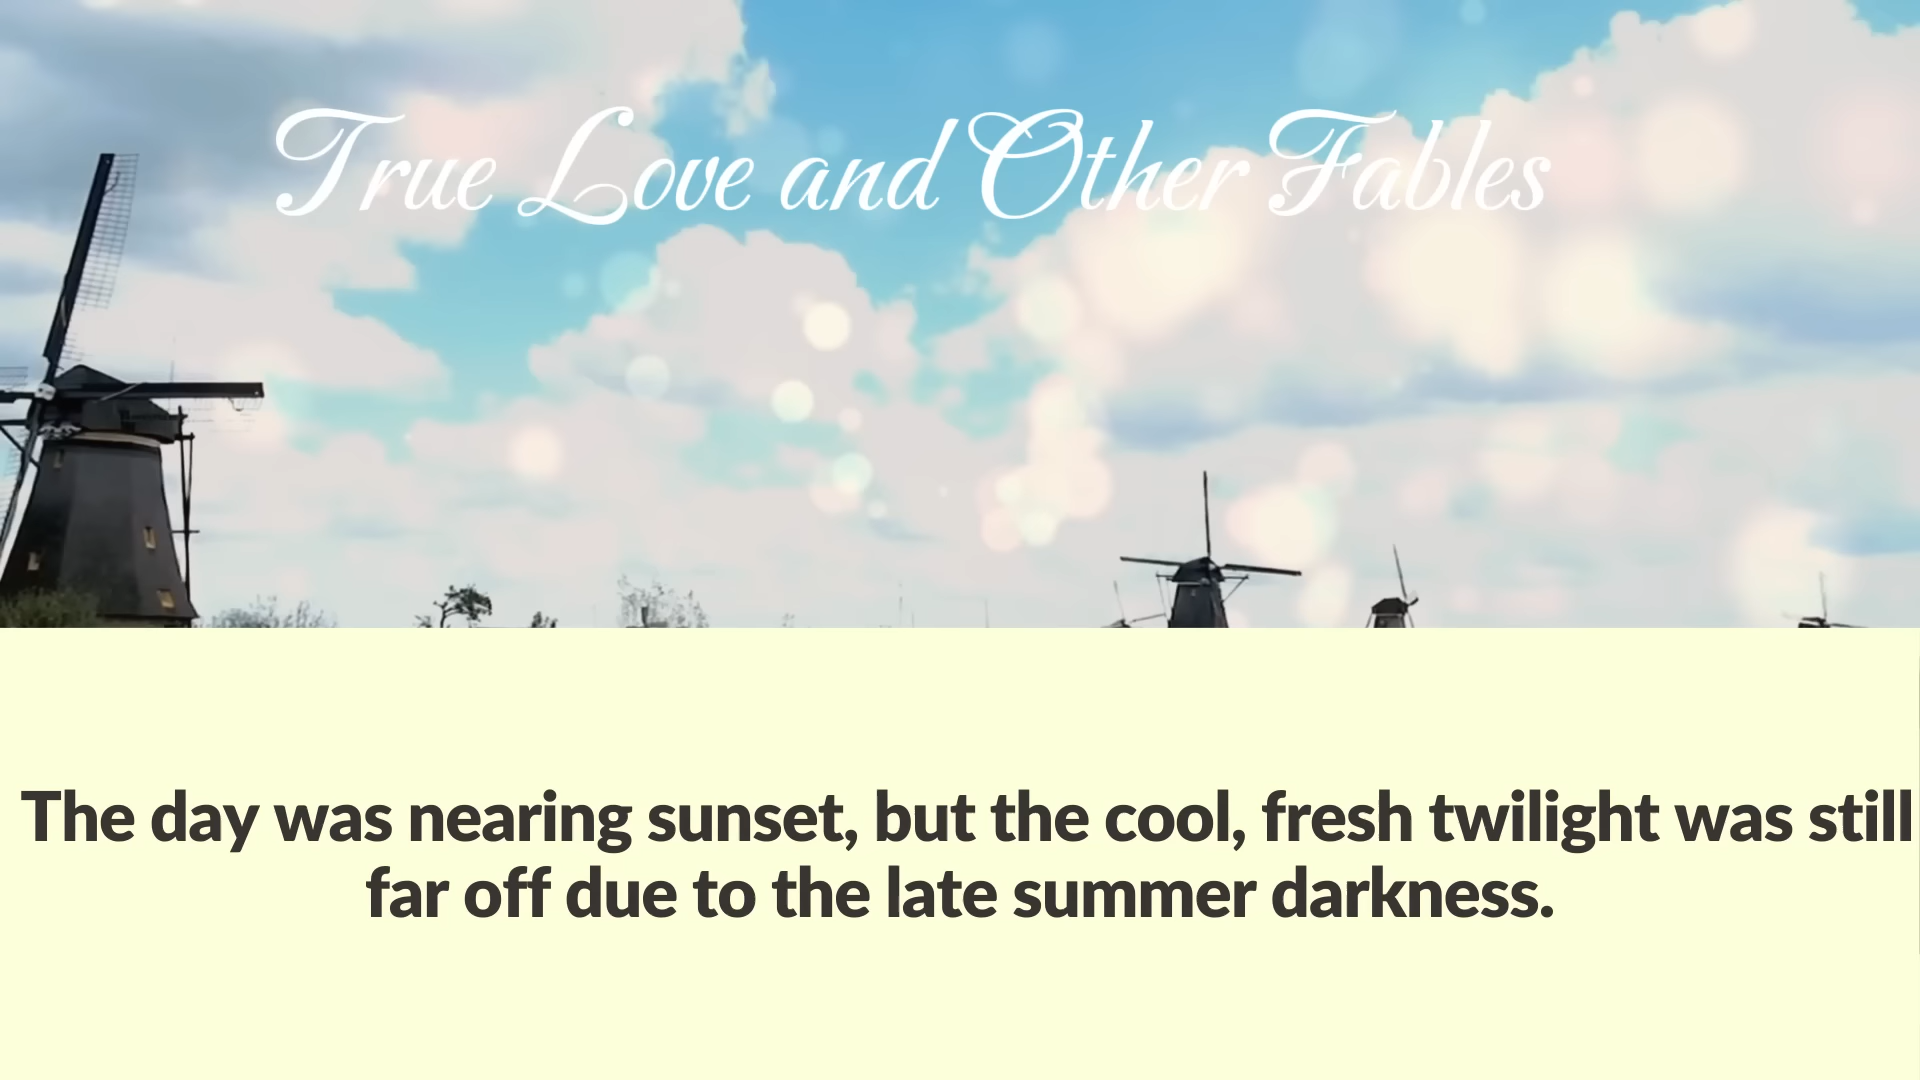 True Love and Other Fables
The day was nearing sunset, but the cool, fresh twilight was still
far off due to the late summer darkness.